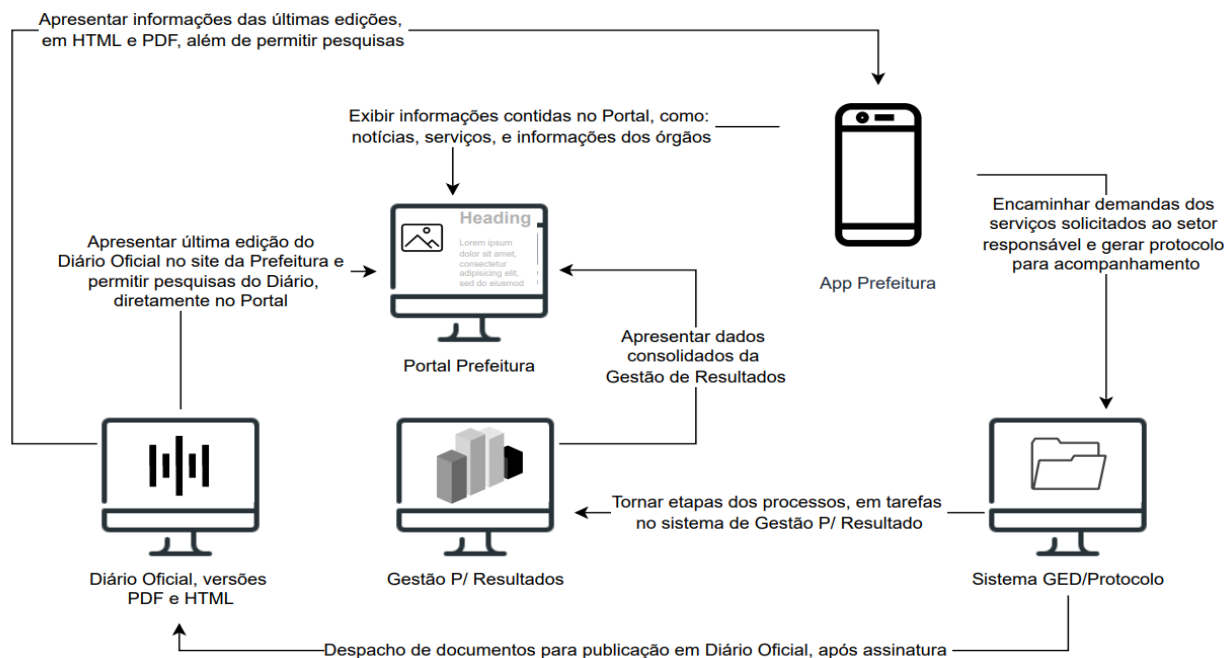 Apresentar informações das últimas edições,
em HTML e PDF, além de permitir pesquisas
Exibir informações contidas no Portal, como:
notícias, serviços, e informações dos órgãos
Heading
Lorem ipsum
dolor sit amet,
consectetur
adipisicing elit,
sed do eiusmod
Encaminhar demandas dos
serviços solicitados ao setor
responsável e gerar protocolo
para acompanhamento
Apresentar última edição do
Diário Oficial no site da Prefeitura e
permitir pesquisas do Diário,
diretamente no Portal
App Prefeitura
Portal Prefeitura
Apresentar dados
consolidados da
Gestão de Resultados
Tornar etapas dos processos, em tarefas
no sistema de Gestão P/ Resultado
Diário Oficial, versões
PDF e HTML
Gestão P/ Resultados
Sistema GED/Protocolo
Despacho de documentos para publicação em Diário Oficial, após assinatura